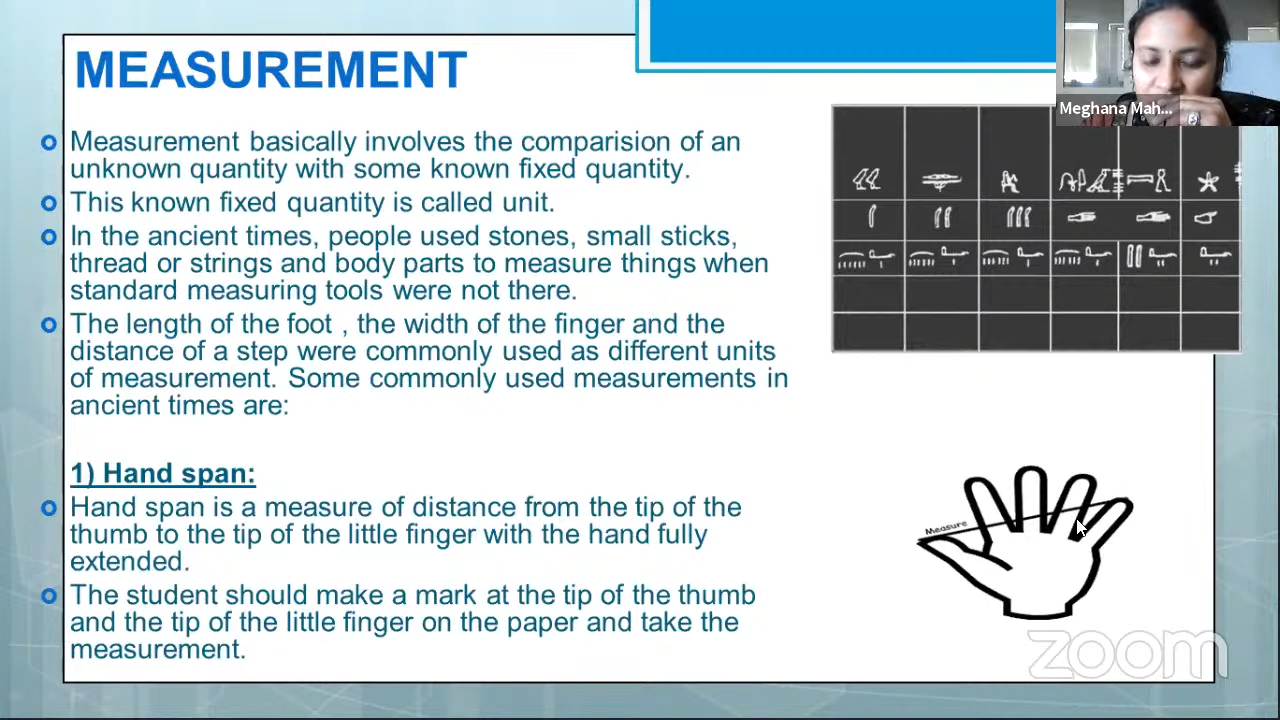 MEASUREMENT
Measurement basically involves the comparision of an
unknown quantity with some known fixed quantity.
This known fixed quantity is called unit.
In the ancient times, people used stones, small sticks,
thread or strings and body parts to measure things when
standard measuring tools were not there.
The length of the foot , the width of the finger and the
distance of a step were commonly used as different units
of measurement. Some commonly used measurements in
ancient times are:
1) Hand span:
Hand span is a measure of distance from the tip of the
thumb to the tip of the little finger with the hand fully
extended.
The student should make a mark at the tip of the thumb
and the tip of the little finger on the paper and take the
measurement.
Meghana Mah...
Measure
zoom